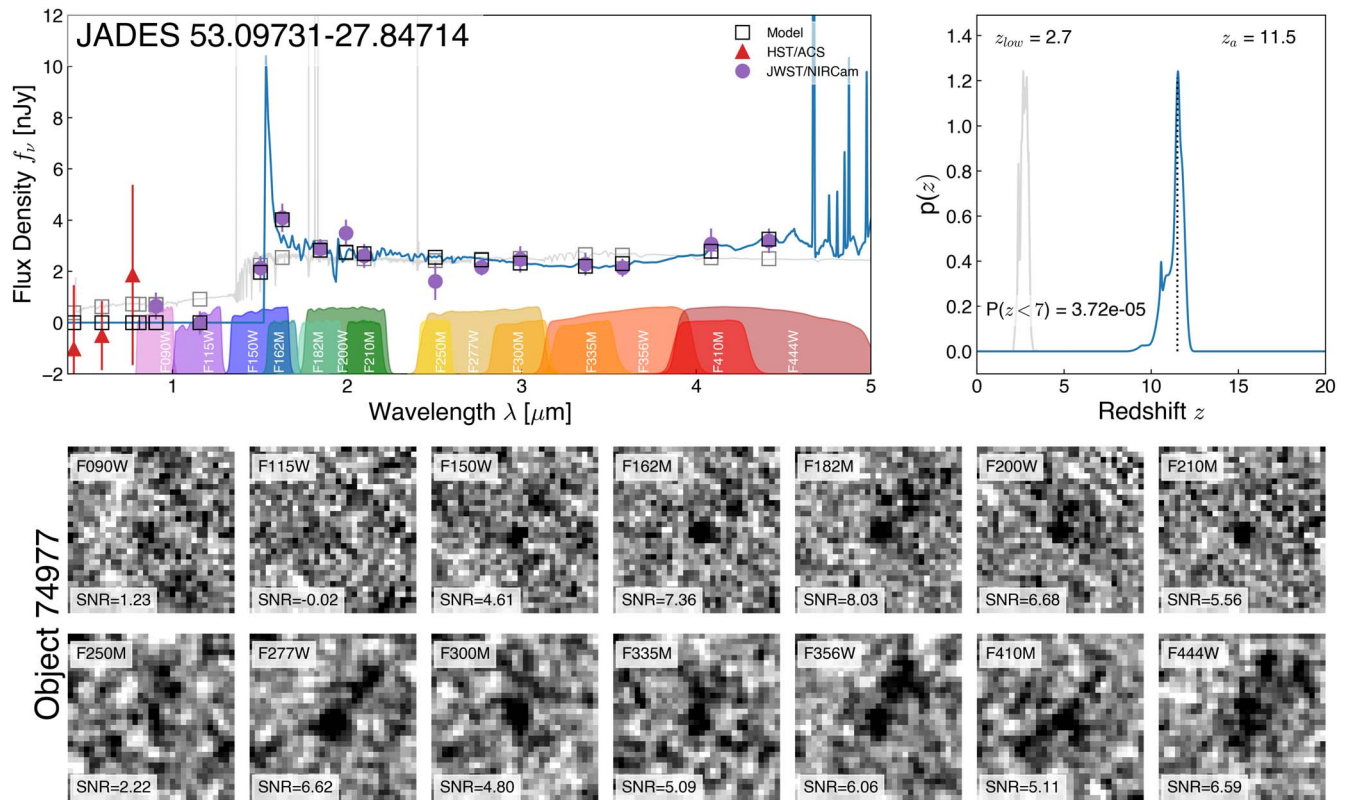 JADES 53.09731-27.84714
Model
HST/ACS
JWST/NIRCam
12
10
8
6
4
2
0
−2
Flux Density fν [nJy]
F090W
F115W
F150W
F162M
F182M
F200W
F210M
F250M
F277W
F300M
F335M
F356W
F410M
F444W
1
2
3
4
5
Wavelength λ [μm]
zlow = 2.7
za = 11.5
P(z < 7) = 3.72e-05
1.4
1.2
1.0
0.8
0.6
0.4
0.2
0.0
p(z)
0
5
10
15
20
Redshift z
Object 74977
F090W
SNR=1.23
F115W
SNR=-0.02
F150W
SNR=4.61
F162M
SNR=7.36
F182M
SNR=8.03
F200W
SNR=6.68
F210M
SNR=5.56
F250M
SNR=2.22
F277W
SNR=6.62
F300M
SNR=4.80
F335M
SNR=5.09
F356W
SNR=6.06
F410M
SNR=5.11
F444W
SNR=6.59